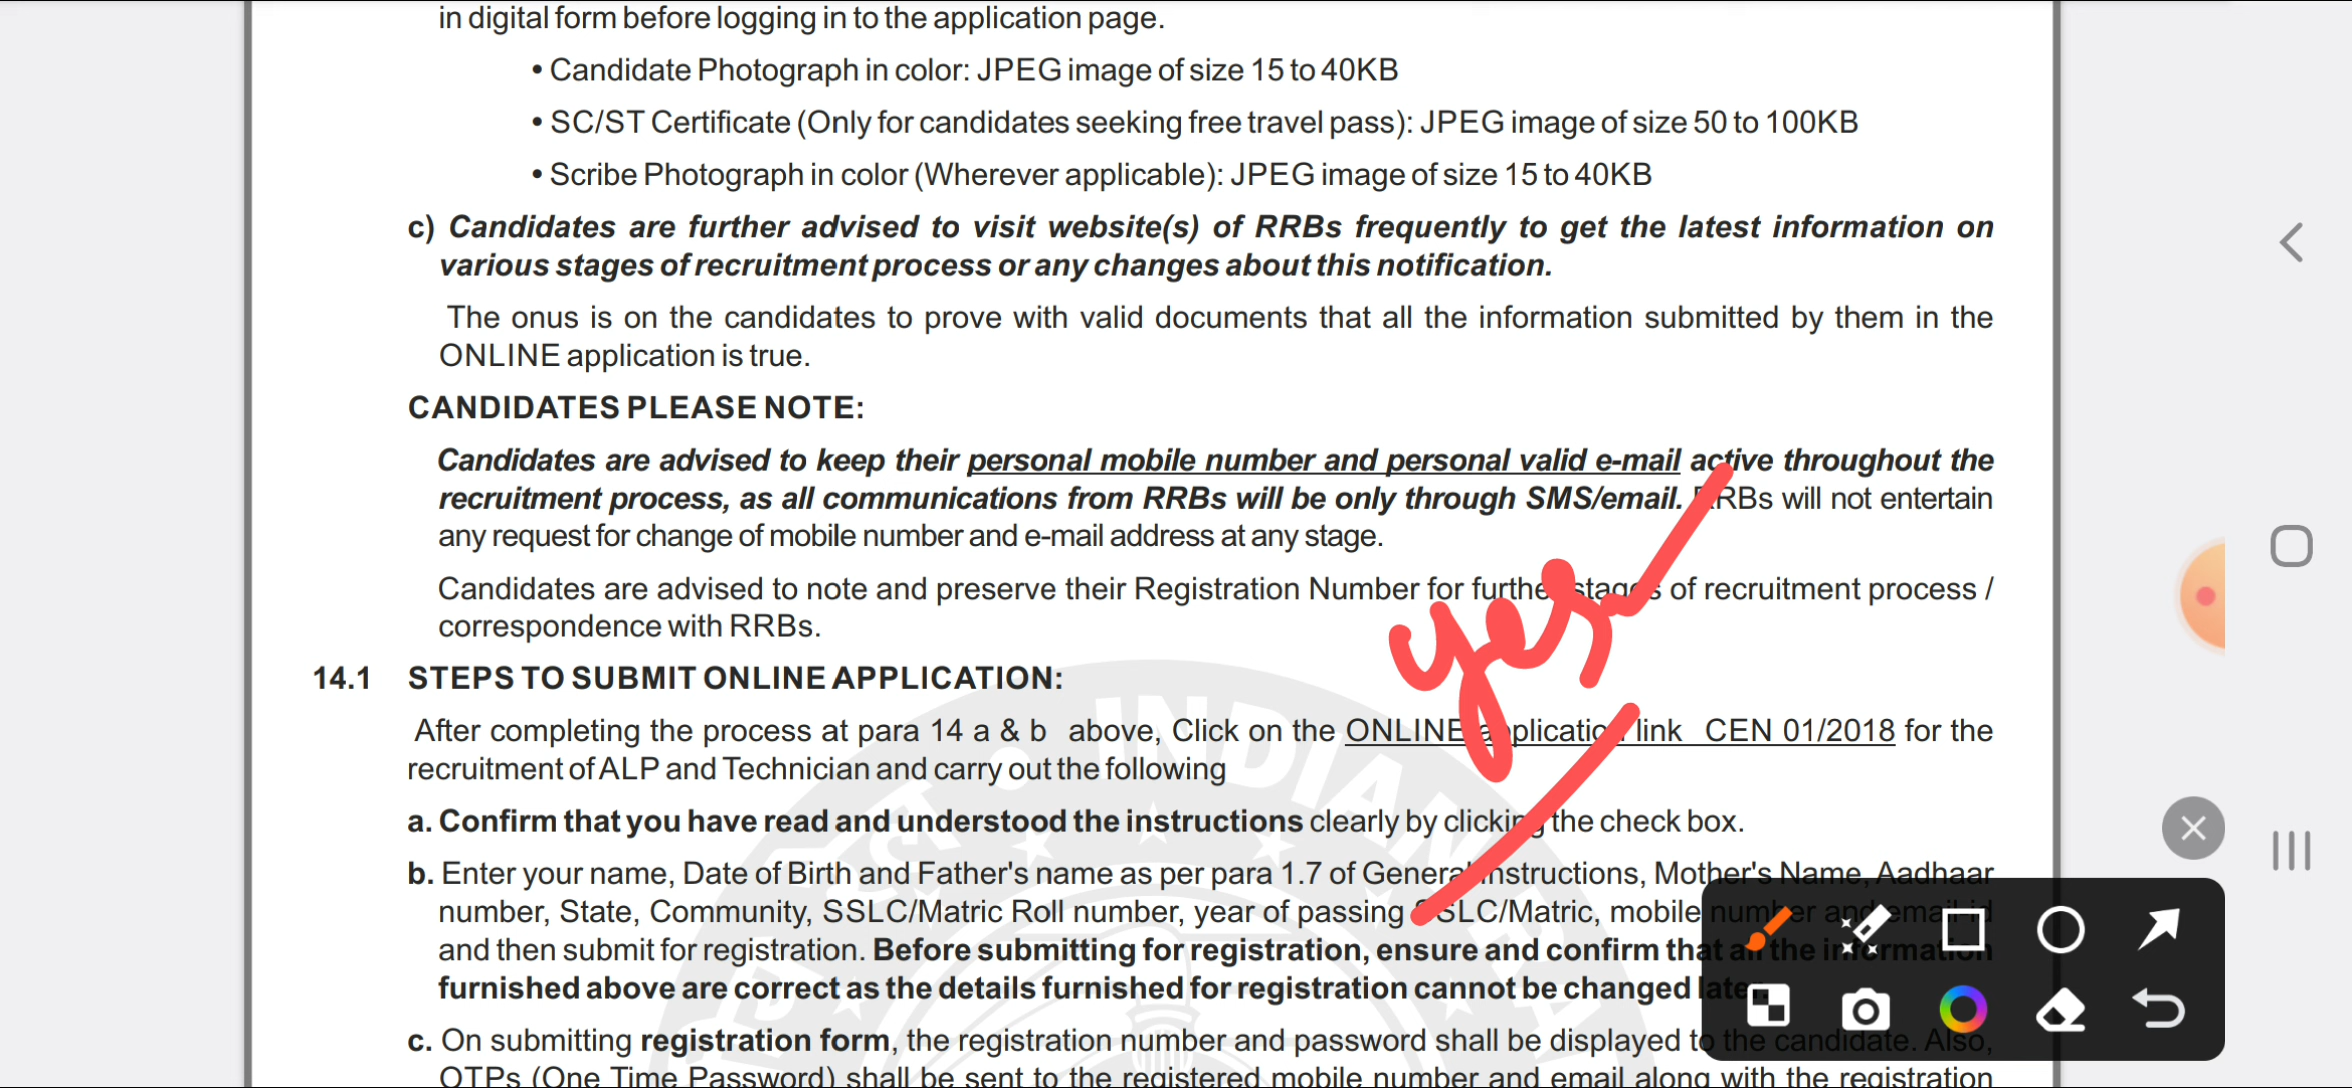 in digital form before logging in to the application page.
• Candidate Photograph in color: JPEG image of size 15 to 40KB
• SC/ST Certificate (Only for candidates seeking free travel pass): JPEG image of size 50 to 100KB
• Scribe Photograph in color (Wherever applicable): JPEG image of size 15 to 40KB
c) Candidates are further advised to visit website(s) of RRBs frequently to get the latest information on
various stages of recruitment process or any changes about this notification.
The onus is on the candidates to prove with valid documents that all the information submitted by them in the
ONLINE application is true.
CANDIDATES PLEASE NOTE:
Candidates are advised to keep their personal mobile number and personal valid e-mail active throughout the
recruitment process, as all communications from RRBs will be only through SMS/email. RRBs will not entertain
any request for change of mobile number and e-mail address at any stage.
Candidates are advised to note and preserve their Registration Number for further stages of recruitment process /
correspondence with RRBs.
yes
14.1 STEPS TO SUBMIT ONLINE APPLICATION:
After completing the process at para 14 a & b above, Click on the ONLINE application link CEN 01/2018 for the
recruitment of ALP and Technician and carry out the following
a. Confirm that you have read and understood the instructions clearly by clicking the check box.
b. Enter your name, Date of Birth and Father's name as per para 1.7 of General Instructions, Mother's Name, Aadhaar
number, State, Community, SSLC/Matric Roll number, year of passing SSLC/Matric, mobile number and email id
and then submit for registration. Before submitting for registration, ensure and confirm that all the information
furnished above are correct as the details furnished for registration cannot be changed later.
c. On submitting registration form, the registration number and password shall be displayed to the candidate. Also,
OTPs (One Time Password) shall be sent to the registered mobile number and email along with the registration
INDIAN